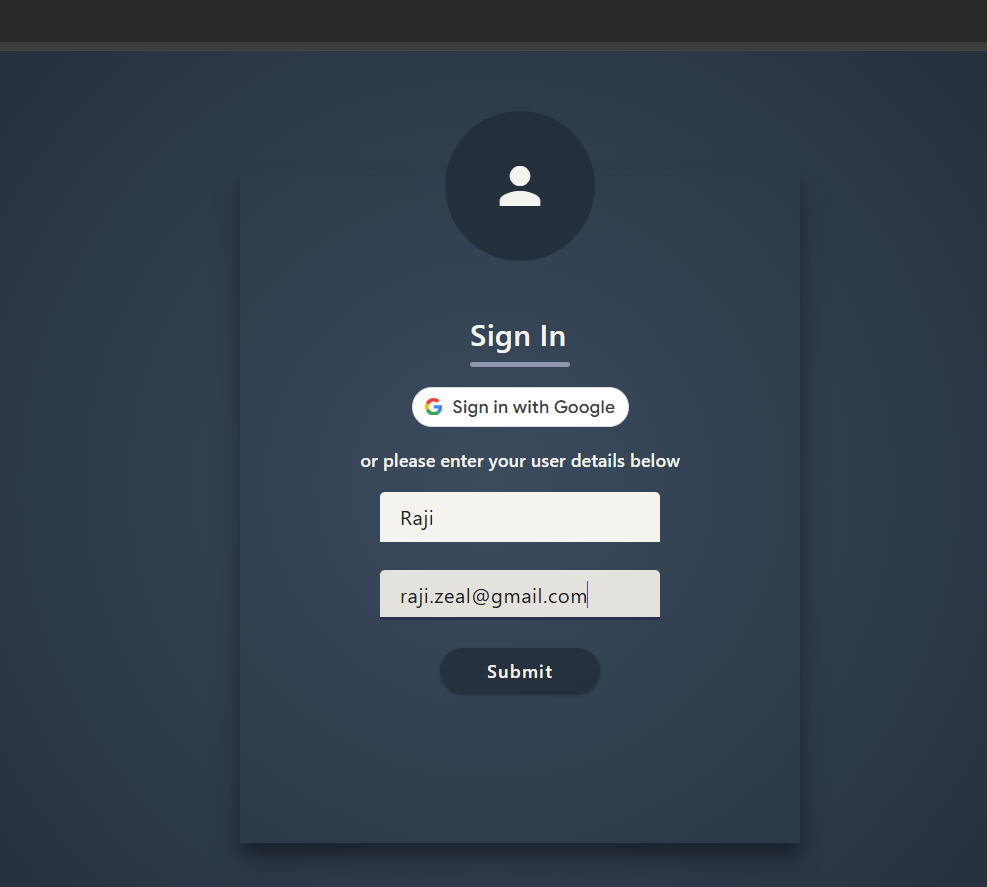 Sign In
Sign in with Google
or please enter your user details below
Raji
raji.zeal@gmail.com
Submit